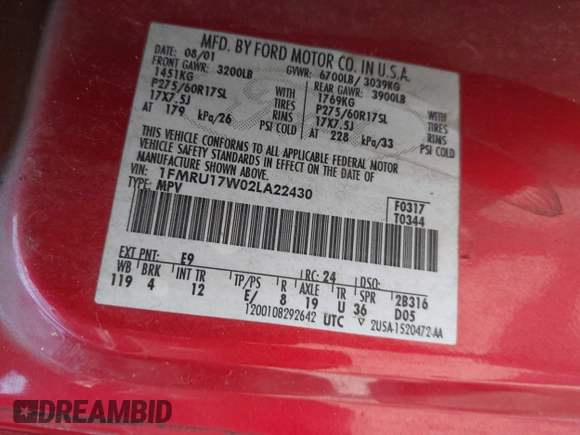 MFD. BY FORD MOTOR CO. IN U.S.A.
DATE: 08/01 GVWR: 6700LB/ 3039KG
FRONT GAWR: 3200LB REAR GAWR: 3900LB
1451KG WITH 1769KG WITH
P275/60R17SL TIRES P275/60R17SL TIRES
17X7.5J RIMS 17X7.5J RIMS
AT 179 kPa/26 PSI COLD AT 228 kPa/33 PSI COLD
THIS VEHICLE CONFORMS TO ALL APPLICABLE FEDERAL MOTOR
VEHICLE SAFETY STANDARDS IN EFFECT ON THE DATE OF
MANUFACTURE SHOWN ABOVE.
VIN: 1FMRU17W02LA22430
TYPE: MPV
F0317
T0344
EXT PNT: E9 RC: 24 DSO:
WB BRK INT TR TP/PS R AXLE TR SPR 2B316
119 4 12 E/ 8 19 U 36 D05
1200108292642 UTC ▽ 2USA-1520472-AA
DREAMBID